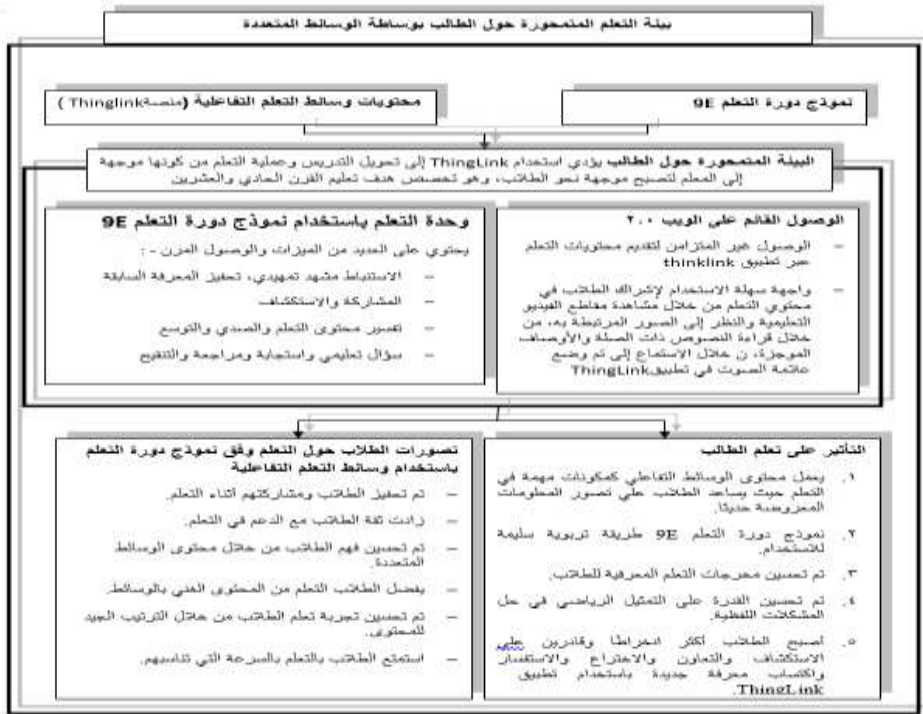 بيئة التعلم المتمحورة حول الطالب بوساطة الوسائط المتعددة
نموذج دورة التعلم 9E
محتويات وسائط التعلم التفاعلية (منصة Thinglink )
البيئة المتمحورة حول الطالب يؤدي استخدام ThingLink إلى تحويل التدريس وعملية التعلم من كونها موجهة
إلى المعلم لتصبح موجهة نحو الطلاب، وهو تخصص هدف تعليم القرن الحادي والعشرين
الوصول القائم على الويب ٢.٠
– الوصول غير المتزامن لتقديم محتويات التعلم
عبر تطبيق thinklink
– واجهة سهلة الاستخدام لإشراك الطلاب في
محتوي التعلم من خلال مشاهدة مقاطع الفيديو
التعليمية والنظر إلى الصور المرتبطة به، من
خلال قراءة النصوص ذات الصلة والأوصاف
الموجزة، ن خلال الاستماع إلى تم وضع
علامة الصوت في تطبيق ThingLink
وحدة التعلم باستخدام نموذج دورة التعلم 9E
يحتوي على العديد من الميزات والوصول المرن - :
– الاستنباط مشهد تمهيدي، تحفيز المعرفة السابقة
– المشاركة والاستكشاف
– تفسير محتوى التعلم والصدي والتوسع
– سؤال تعليمي واستجابة ومراجعة والتنقيح
التأثير على تعلم الطالب
١. يعمل محتوى الوسائط التفاعلي كمكونات مهمة في
التعلم حيث يساعد الطلاب على تصور المعلومات
المعروضة حديثا.
٢. نموذج دورة التعلم 9E طريقة تربوية سليمة
للاستخدام.
٣. تم تحسين مخرجات التعلم المعرفية للطلاب.
٤. تم تحسين القدرة على التمثيل الرياضي في حل
المشكلات اللفظية.
٥. أصبح الطلاب أكثر انخراطا وقادرين على
الاستكشاف والتعاون والاختراع والاستفسار
واكتساب معرفة جديدة باستخدام تطبيق
ThingLink.
تصورات الطلاب حول التعلم وفق نموذج دورة التعلم
باستخدام وسائط التعلم التفاعلية
– تم تحفيز الطلاب ومشاركتهم أثناء التعلم.
– زادت ثقة الطلاب مع الدعم في التعلم.
– تم تحسين فهم الطلاب من خلال محتوى الوسائط
المتعددة.
– يفضل الطلاب التعلم من المحتوى الغني بالوسائط.
– تم تحسين تجربة تعلم الطلاب من خلال الترتيب الجيد
للمحتوى.
– استمتع الطلاب بالتعلم بالسرعة التي تناسبهم.